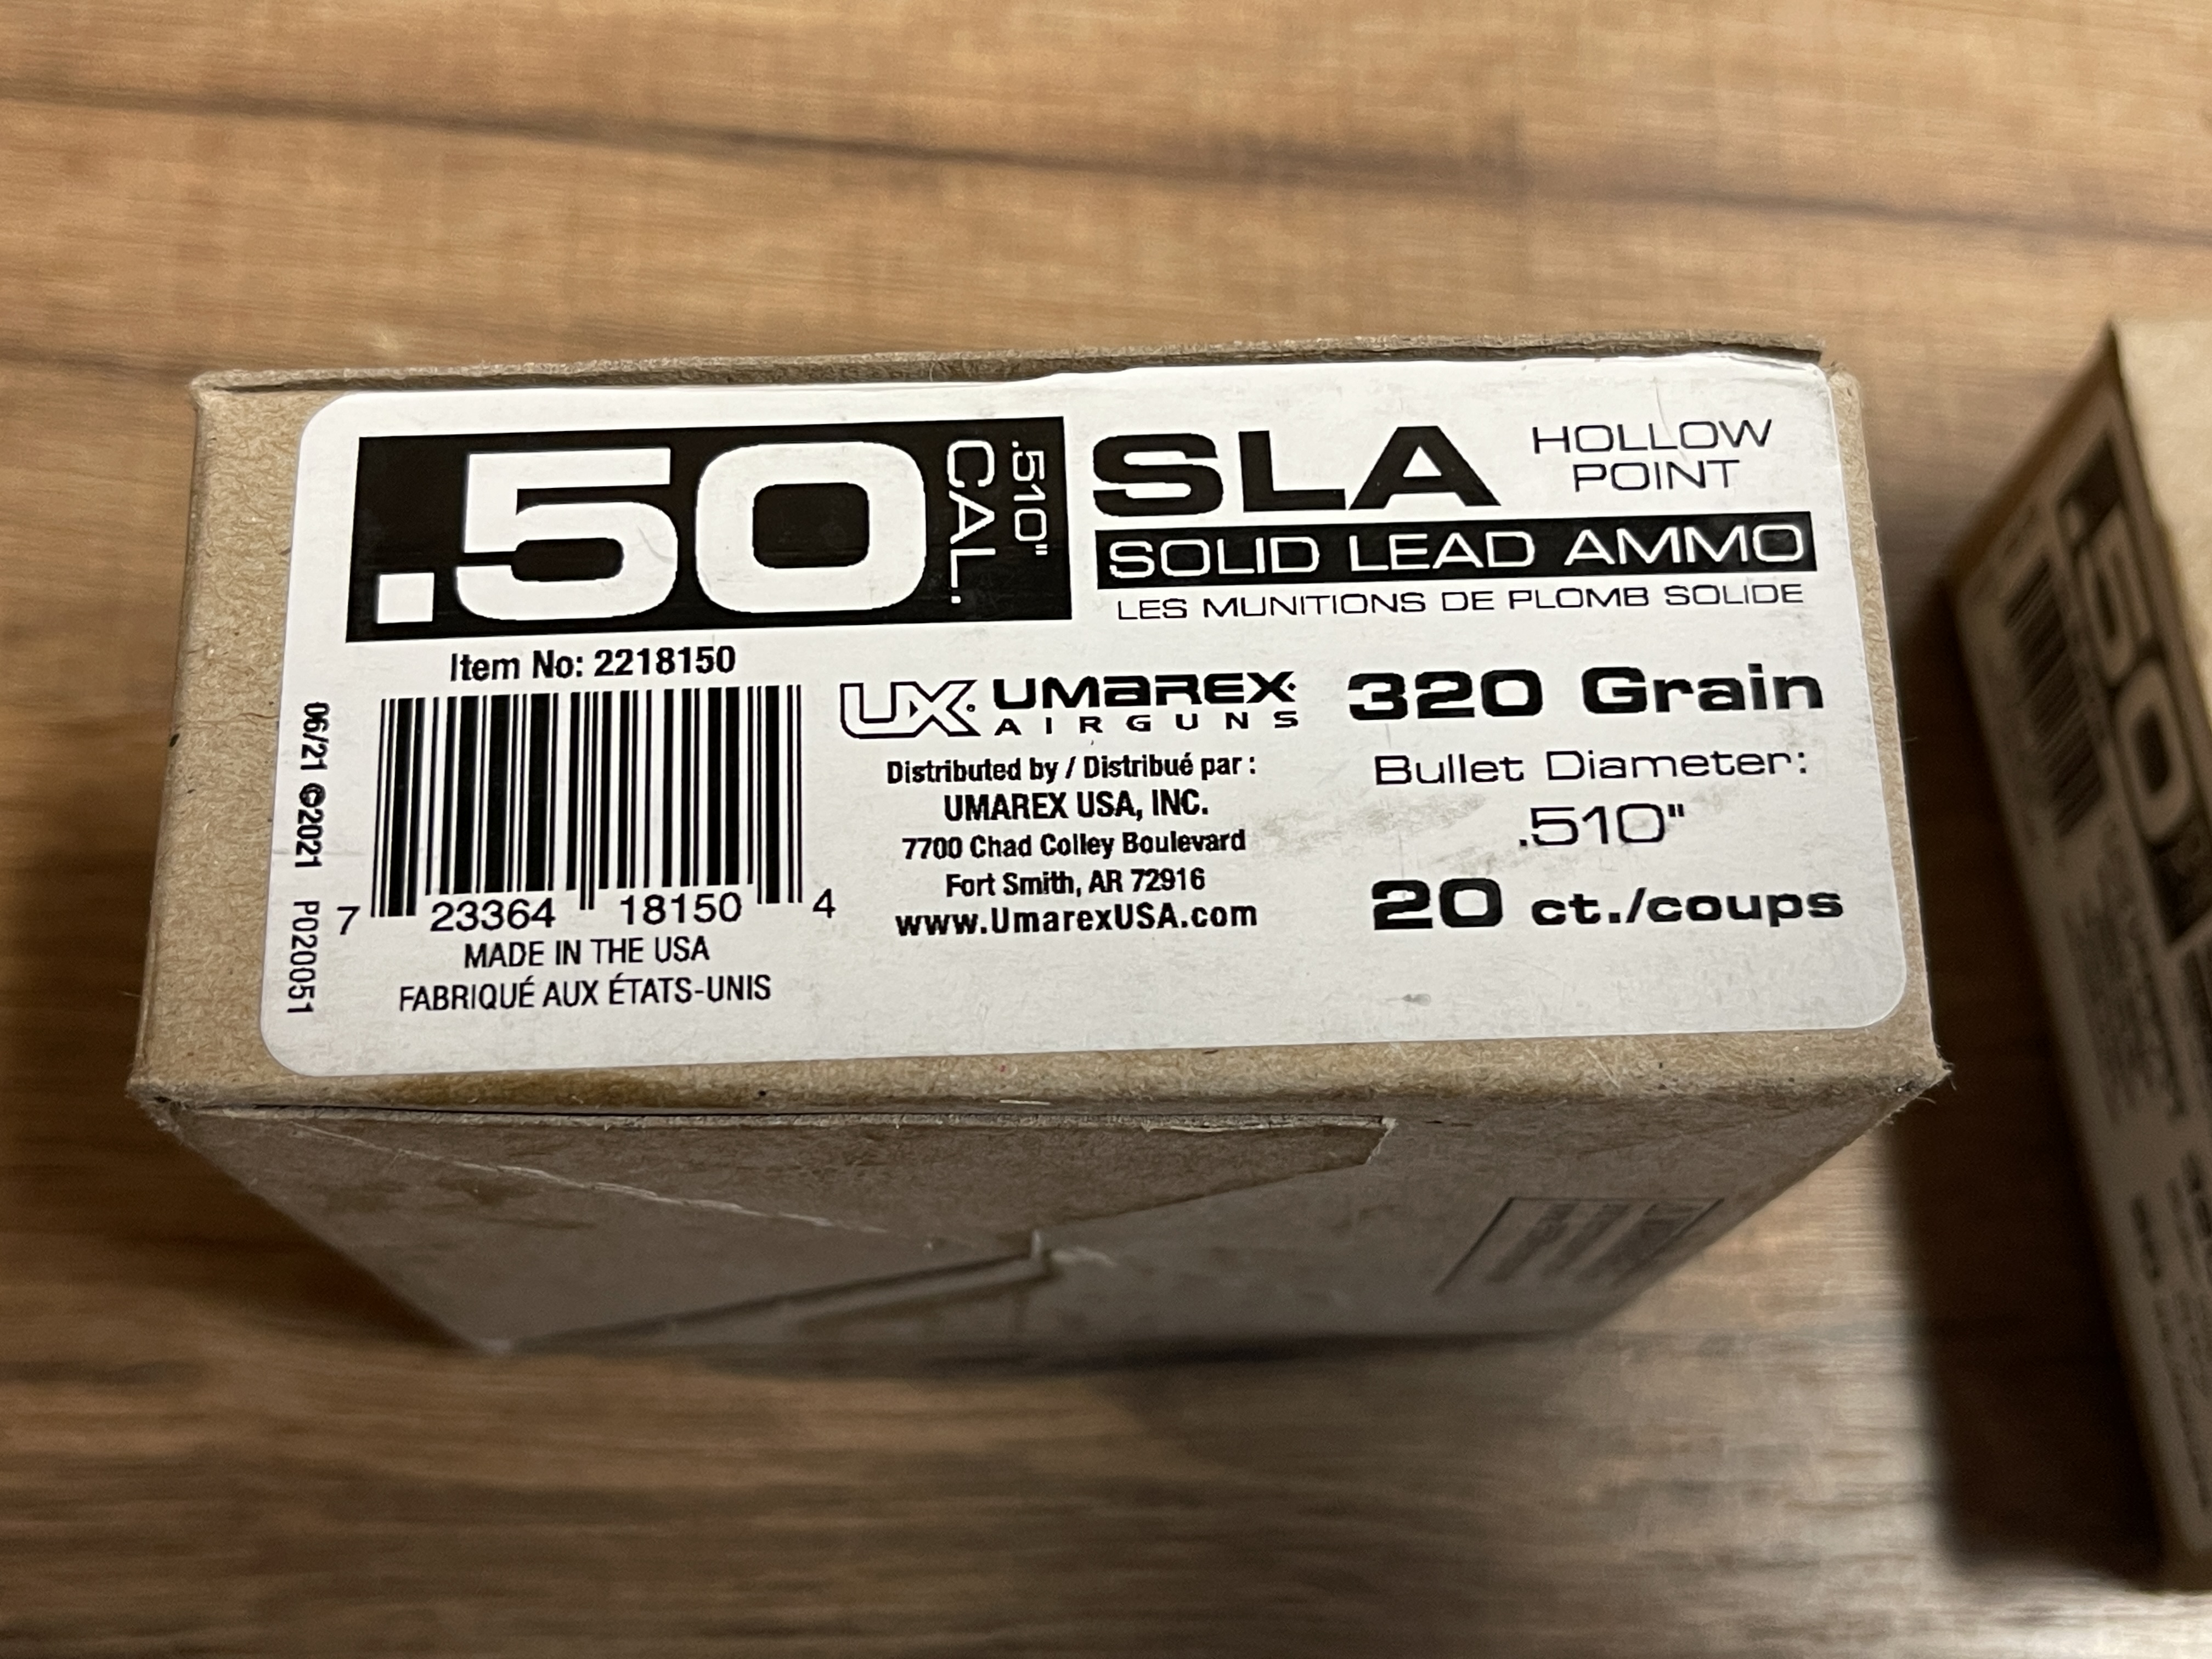 .50
CAL.
.510"
SLA
HOLLOW
POINT
SOLID LEAD AMMO
LES MUNITIONS DE PLOMB SOLIDE
Item No: 2218150
06/21 ©2021 P020051
7 23364 18150 4
MADE IN THE USA
FABRIQUÉ AUX ÉTATS-UNIS
UX
UMAREX
AIRGUNS
Distributed by / Distribué par :
UMAREX USA, INC.
7700 Chad Colley Boulevard
Fort Smith, AR 72916
www.UmarexUSA.com
320 Grain
Bullet Diameter:
.510"
20 ct./coups
.50